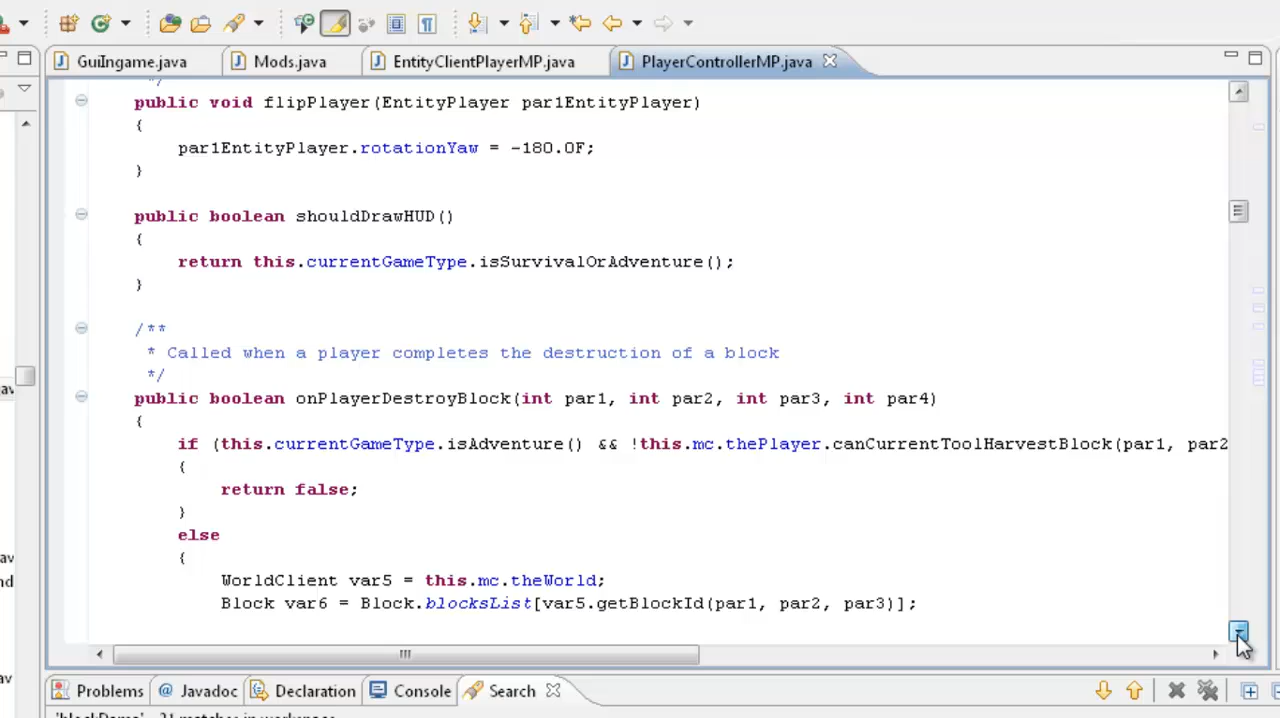 GuiIngame.java Mods.java EntityClientPlayerMP.java PlayerControllerMP.java
*/
public void flipPlayer(EntityPlayer par1EntityPlayer)
{
par1EntityPlayer.rotationYaw = -180.0F;
}
public boolean shouldDrawHUD()
{
return this.currentGameType.isSurvivalOrAdventure();
}
/**
* Called when a player completes the destruction of a block
*/
public boolean onPlayerDestroyBlock(int par1, int par2, int par3, int par4)
{
if (this.currentGameType.isAdventure() && !this.mc.thePlayer.canCurrentToolHarvestBlock(par1, par2
{
return false;
}
else
{
WorldClient var5 = this.mc.theWorld;
Block var6 = Block.blocksList[var5.getBlockId(par1, par2, par3)];
Problems @ Javadoc Declaration Console Search